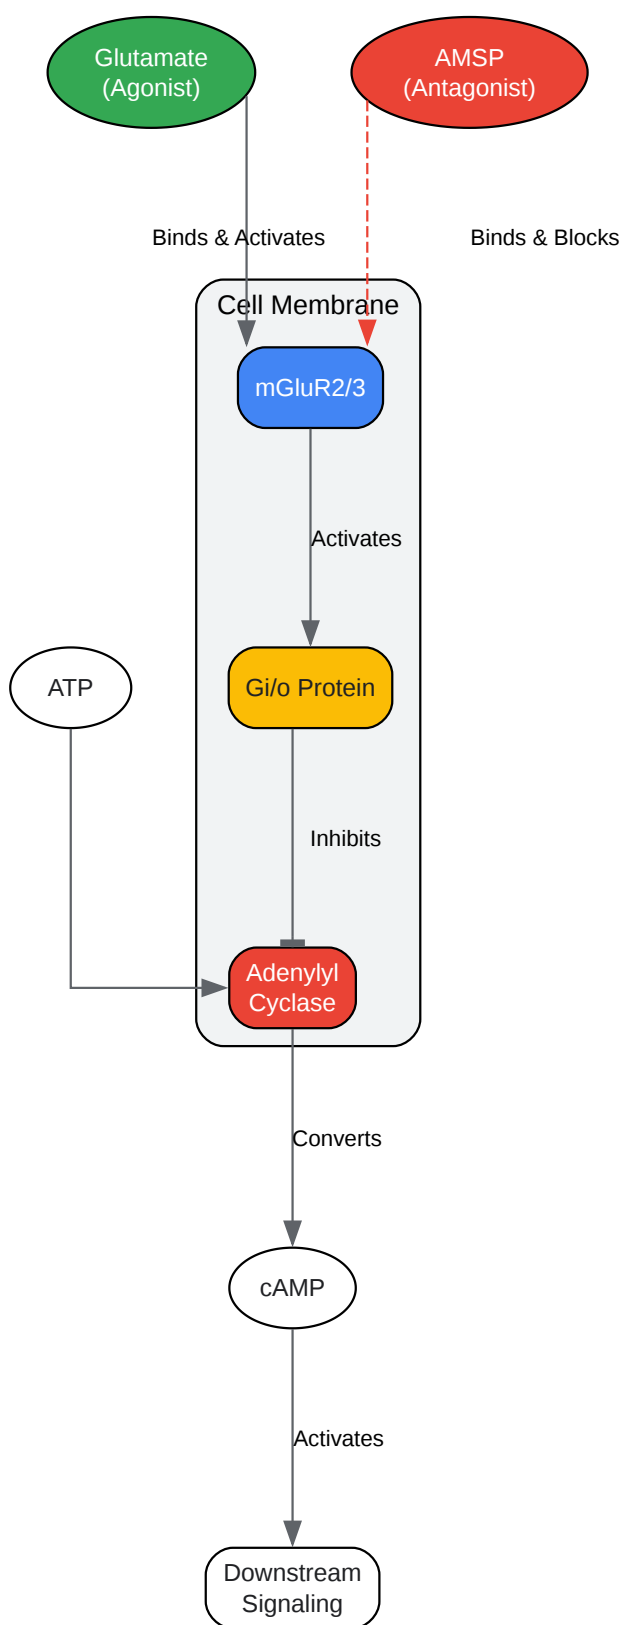 Glutamate
(Agonist)
AMSP
(Antagonist)
Binds & Activates
Binds & Blocks
Cell Membrane
mGluR2/3
Activates
ATP
Gi/o Protein
Inhibits
Adenylyl
Cyclase
Converts
cAMP
Activates
Downstream
Signaling